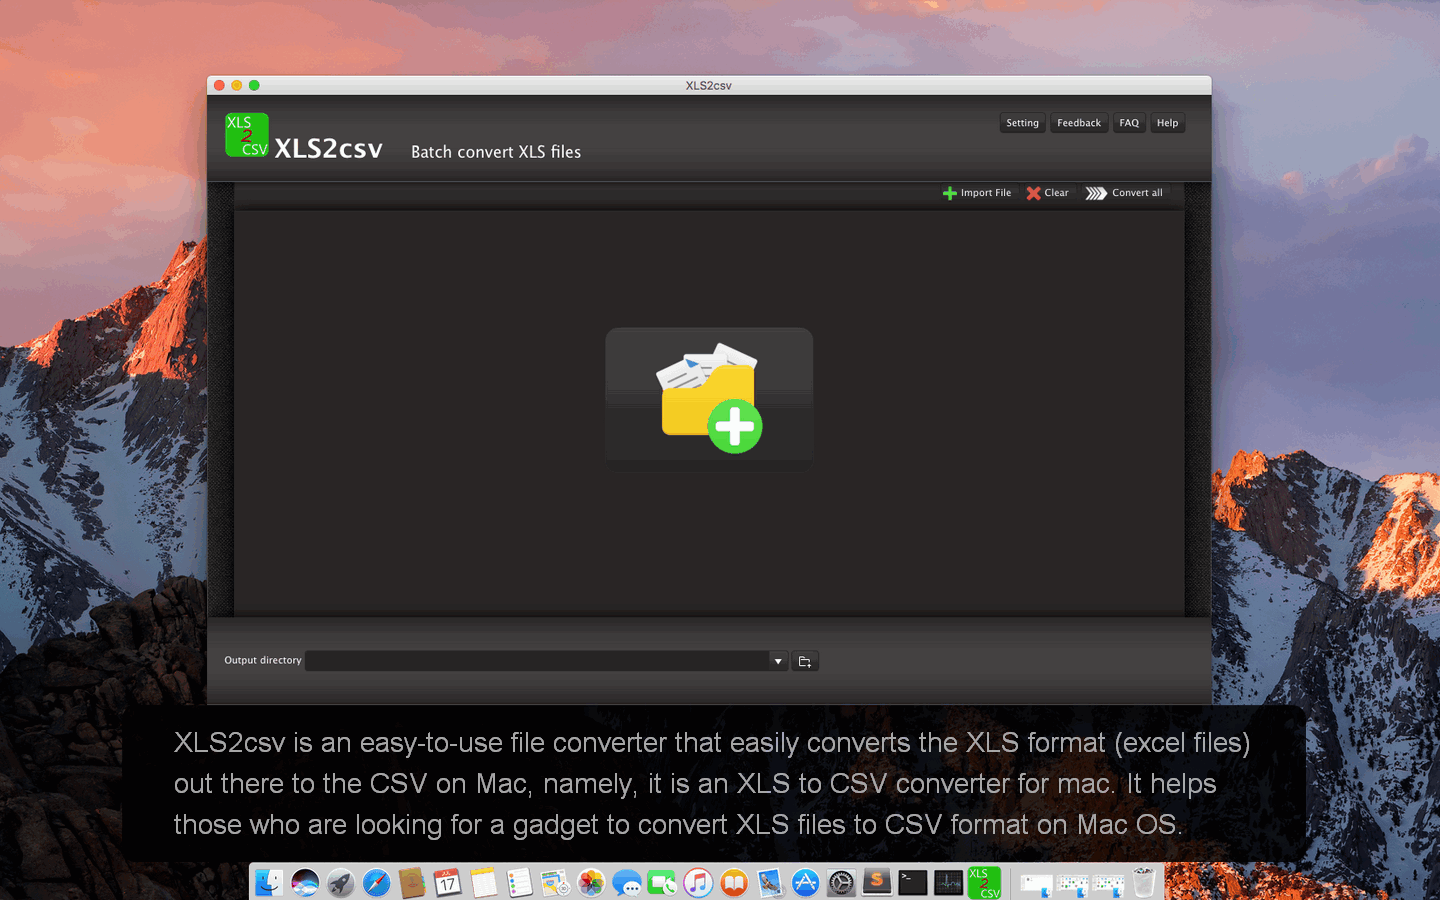 XLS2csv
XLS
2
CSV
XLS2csv
Batch convert XLS files
Setting
Feedback
FAQ
Help
Import File
Clear
Convert all
Output directory
XLS2csv is an easy-to-use file converter that easily converts the XLS format (excel files)
out there to the CSV on Mac, namely, it is an XLS to CSV converter for mac. It helps
those who are looking for a gadget to convert XLS files to CSV format on Mac OS.
JUL
17
S
XLS
2
CSV